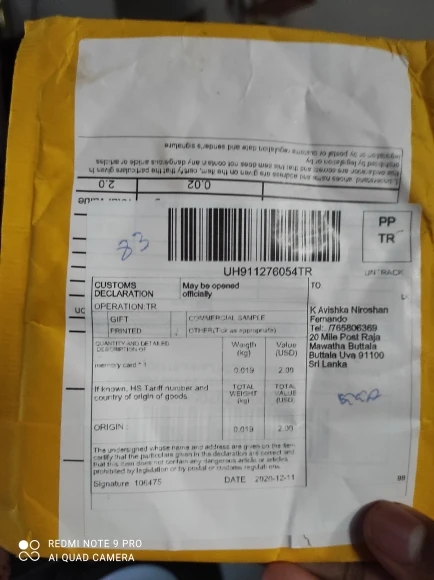 1. Undersigned, whose name and address are given on the item, certify that the particulars given in
the declaration are correct and that this item does not contain any dangerous article or articles
prohibited by legislation or by
legislation or by postal or customs regulation date and sender's signature
0.02
2.0
83
UH911276054TR
PP
TR
UNTRACK
CUSTOMS
DECLARATION
May be opened
officially
OPERATION:TR
GIFT
COMMERCIAL SAMPLE
PRINTED
OTHER(Tick as appropriate)
QUANTITY AND DETAILED
DESCRIPTION OF
Weigth
(kg)
Value
(USD)
memory card * 1
0.019
2.00
If known, HS Tariff number and
country of origin of goods.
TOTAL
WEIGHT
(kg)
TOTAL
VALUE
(USD)
ORIGIN :
0.019
2.00
The undersigned whose name and address are given on the item
certify that the particulars given in the declaration are correct and
that this item does not contain any dangerous article or articles
prohibited by legislation or by postal or customs regulations
Signature 106475
DATE 2020-12-11
TO
K Avishka Niroshan
Fernando
Tel:../765806369
20 Mile Post Raja
Mawatha Buttala
Buttala Uva 91100
Sri Lanka
REDMI NOTE 9 PRO
AI QUAD CAMERA